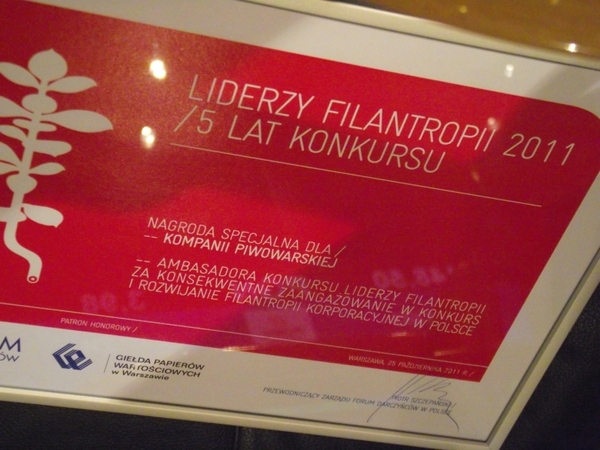 LIDERZY FILANTROPII 2011
/5 LAT KONKURSU
NAGRODA SPECJALNA DLA /
-- KOMPANII PIWOWARSKIEJ
-- AMBASADORA KONKURSU LIDERZY FILANTROPII
ZA KONSEKWENTNE ZAANGAŻOWANIE W KONKURS
I ROZWIJANIE FILANTROPII KORPORACYJNEJ W POLSCE
PATRON HONOROWY /
WARSZAWA, 25 PAŹDZIERNIKA 2011 R./
GIEŁDA PAPIERÓW
WARTOŚCIOWYCH
w Warszawie
PIOTR SZCZEPAŃSKI
PRZEWODNICZĄCY ZARZĄDU FORUM DARCZYŃCÓW W POLSCE